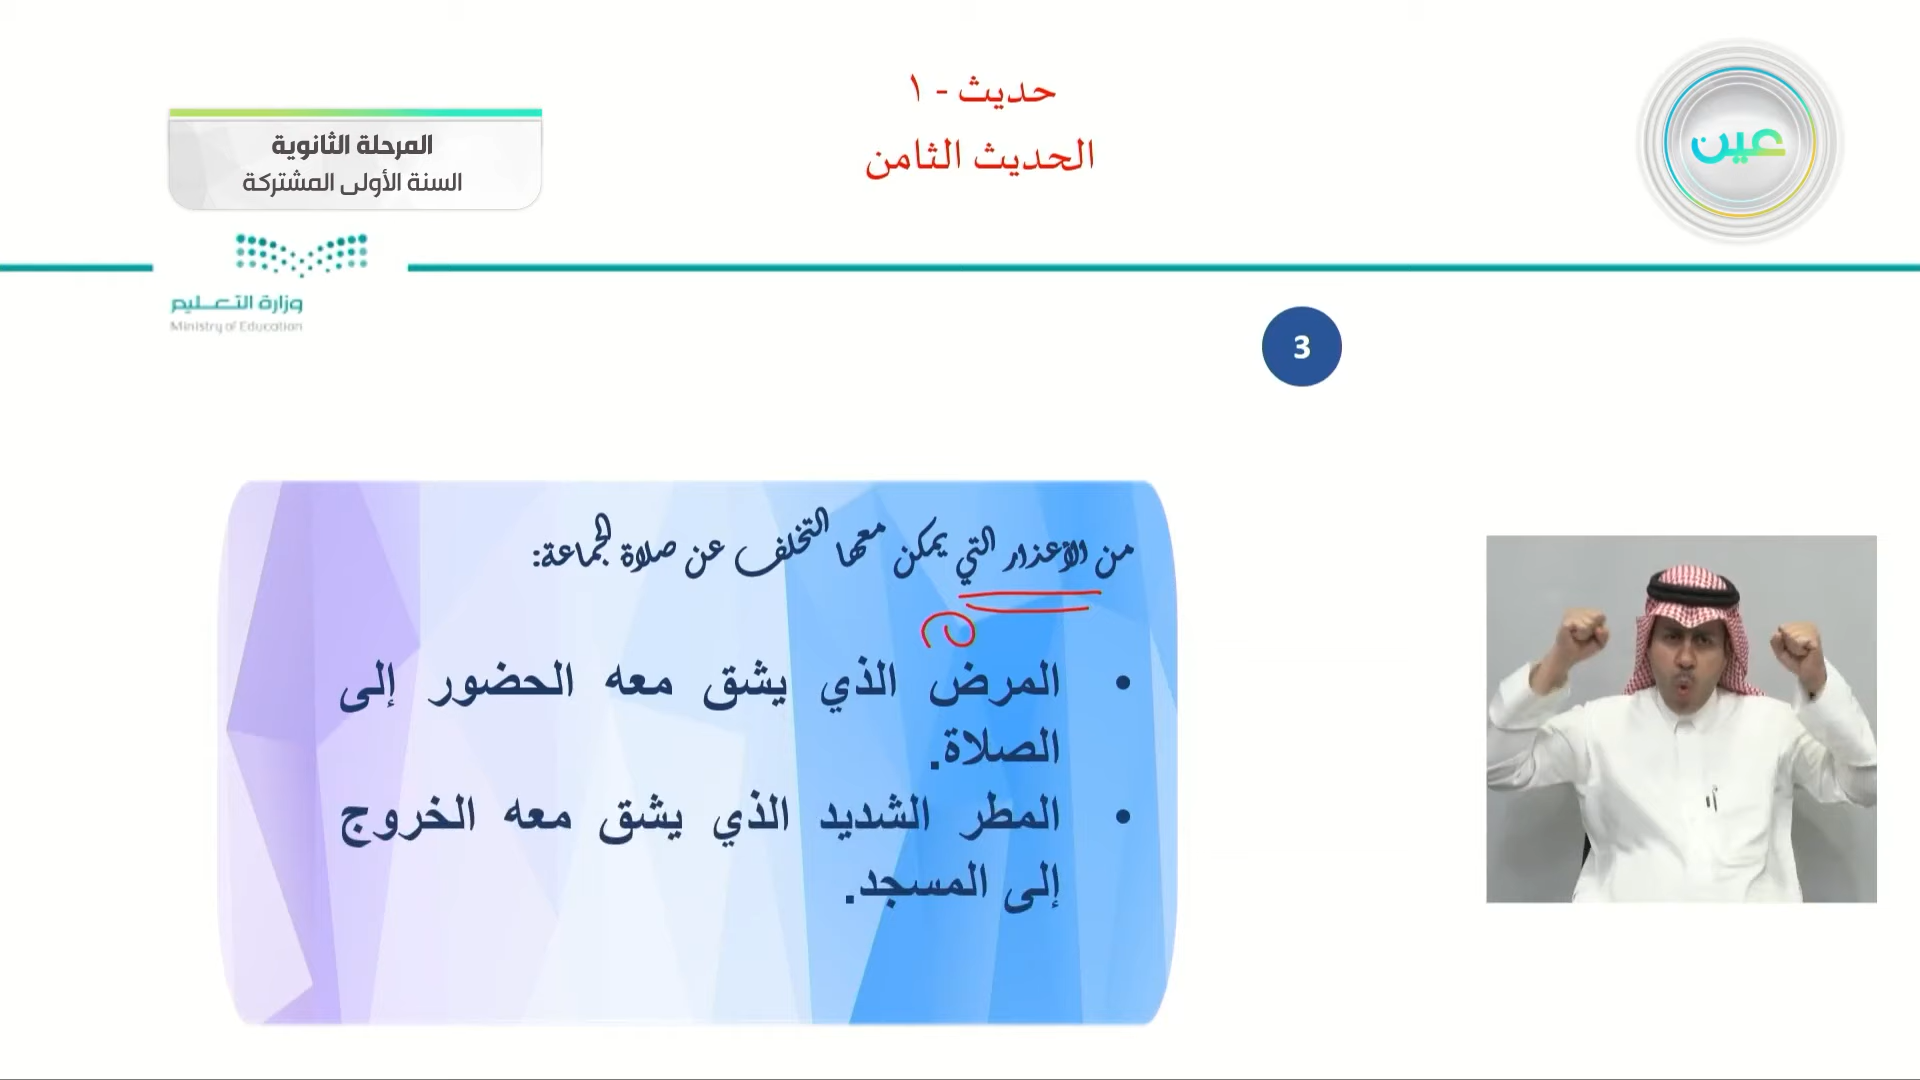 حديث - ١
الحديث الثامن
عين
المرحلة الثانوية
السنة الأولى المشتركة
وزارة التعليم
Ministry of Education
3
من الأعذار التي يمكن معها التخلف عن صلاة الجماعة:
• المرض الذي يشق معه الحضور إلى
الصلاة.
• المطر الشديد الذي يشق معه الخروج
إلى المسجد.